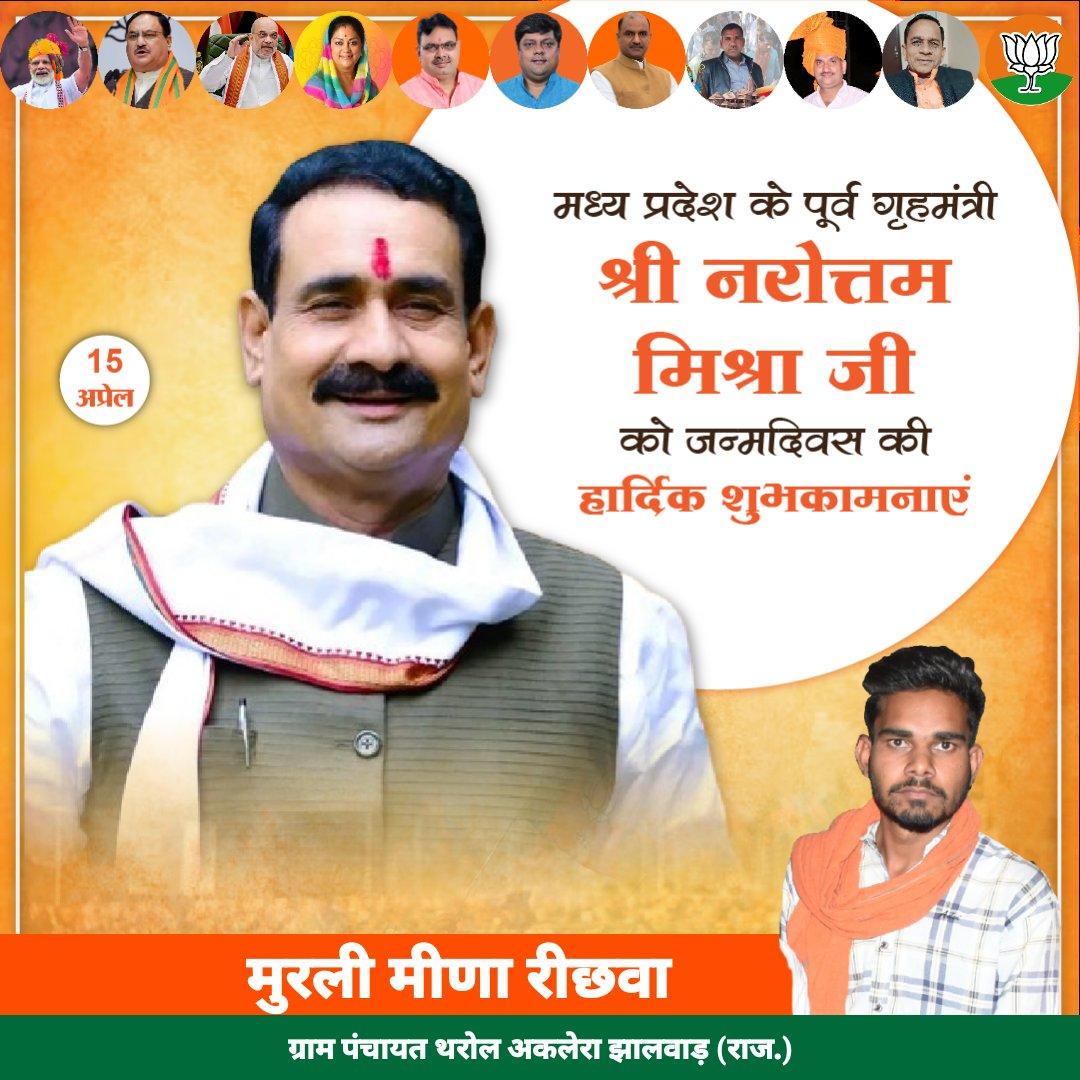 मध्य प्रदेश के पूर्व गृहमंत्री
श्री नरोत्तम
मिश्रा जी
को जन्मदिवस की
हार्दिक शुभकामनाएं
15
अप्रेल
मुरली मीणा रीछवा
ग्राम पंचायत थरोल अकलेरा झालवाड़ (राज.)